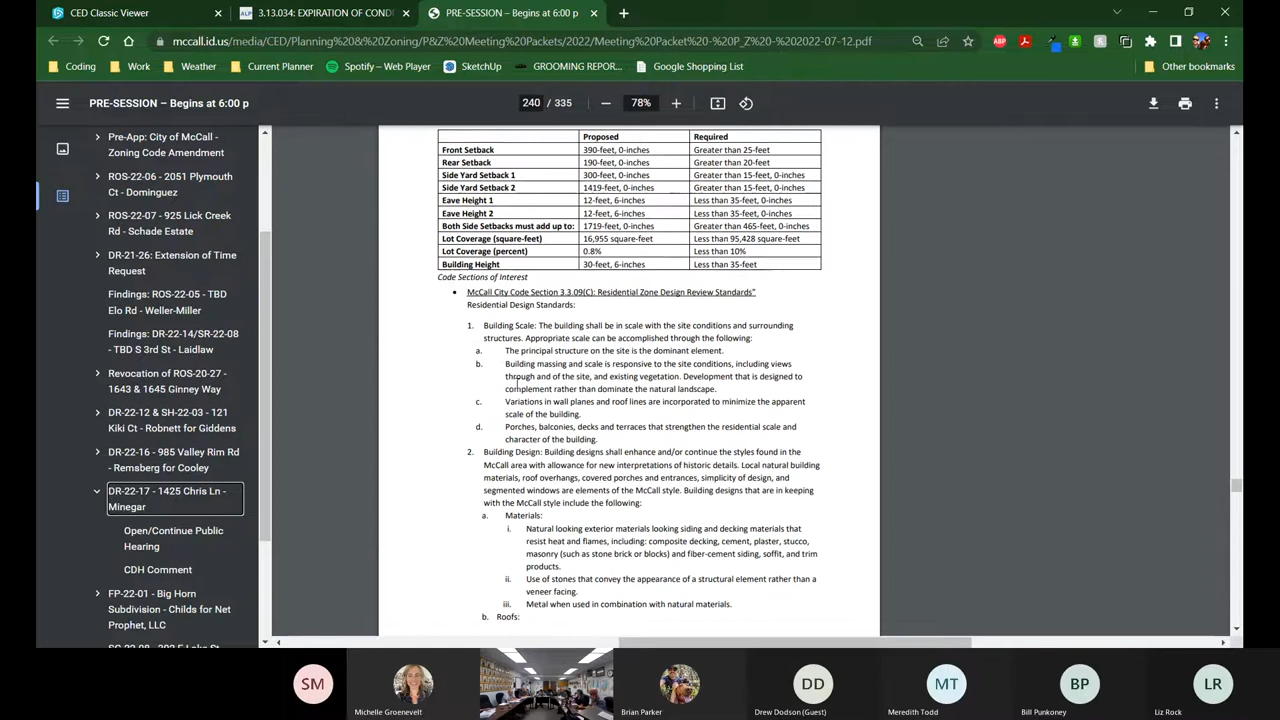 CED Classic Viewer
3.13.034: EXPIRATION OF COND
PRE-SESSION – Begins at 6:00 p
mccall.id.us/media/CED/Planning%20&%20Zoning/P&Z%20Meeting%20Packets/2022/Meeting%20Packet%20-%20P_Z%20-%202022-07-12.pdf
ABP
Coding
Work
Weather
Current Planner
Spotify – Web Player
SketchUp
GROOMING REPOR...
Google Shopping List
Other bookmarks
PRE-SESSION – Begins at 6:00 p
240 / 335
78%
Pre-App: City of McCall -
Zoning Code
Amendment
ROS-22-06 - 2051 Plymouth
Ct - Dominguez
ROS-22-07 - 925 Lick Creek
Rd - Schade Estate
DR-21-26: Extension of Time
Request
Findings: ROS-22-05 - TBD
Elo Rd - Weller-Miller
Findings: DR-22-14/SR-22-08
- TBD S 3rd St - Laidlaw
Revocation of ROS-20-27 -
1643 & 1645 Ginney Way
DR-22-12 & SH-22-03 - 121
Kiki Ct - Robnett for Giddens
DR-22-16 - 985 Valley Rim Rd
- Remsberg for Cooley
DR-22-17 - 1425 Chris Ln -
Minegar
Open/Continue Public
Hearing
CDH Comment
FP-22-01 - Big Horn
Subdivision - Childs for Net
Prophet, LLC
Proposed Required
Front Setback 390-feet, 0-inches Greater than 25-feet
Rear Setback 190-feet, 0-inches Greater than 20-feet
Side Yard Setback 1 300-feet, 0-inches Greater than 15-feet, 0-inches
Side Yard Setback 2 1419-feet, 0-inches Greater than 15-feet, 0-inches
Eave Height 1 12-feet, 6-inches Less than 35-feet, 0-inches
Eave Height 2 12-feet, 6-inches Less than 35-feet, 0-inches
Both Side Setbacks must add up to: 1719-feet, 0-inches Greater than 465-feet, 0-inches
Lot Coverage (square-feet) 16,955 square-feet Less than 95,428 square-feet
Lot Coverage (percent) 0.8% Less than 10%
Building Height 30-feet, 6-inches Less than 35-feet
Code Sections of Interest
• McCall City Code Section 3.3.09(C): Residential Zone Design Review Standards"
Residential Design Standards:
1. Building Scale: The building shall be in scale with the site conditions and surrounding
structures. Appropriate scale can be accomplished through the following:
a. The principal structure on the site is the dominant element.
b. Building massing and scale is responsive to the site conditions, including views
through and of the site, and existing vegetation. Development that is designed to
complement rather than dominate the natural landscape.
c. Variations in wall planes and roof lines are incorporated to minimize the apparent
scale of the building.
d. Porches, balconies, decks and terraces that strengthen the residential scale and
character of the building.
2. Building Design: Building designs shall enhance and/or continue the styles found in the
McCall area with allowance for new interpretations of historic details. Local natural building
materials, roof overhangs, covered porches and entrances, simplicity of design, and
segmented windows are elements of the McCall style. Building designs that are in keeping
with the McCall style include the following:
a. Materials:
i. Natural looking exterior materials looking siding and decking materials that
resist heat and flames, including: composite decking, cement, plaster, stucco,
masonry (such as stone brick or blocks) and fiber-cement siding, soffit, and trim
products.
ii. Use of stones that convey the appearance of a structural element rather than a
veneer facing.
iii. Metal when used in combination with natural materials.
b. Roofs:
SM
DD
MT
BP
LR
Michelle Groenevelt
Brian Parker
Drew Dodson (Guest)
Meredith Todd
Bill Punkoney
Liz Rock